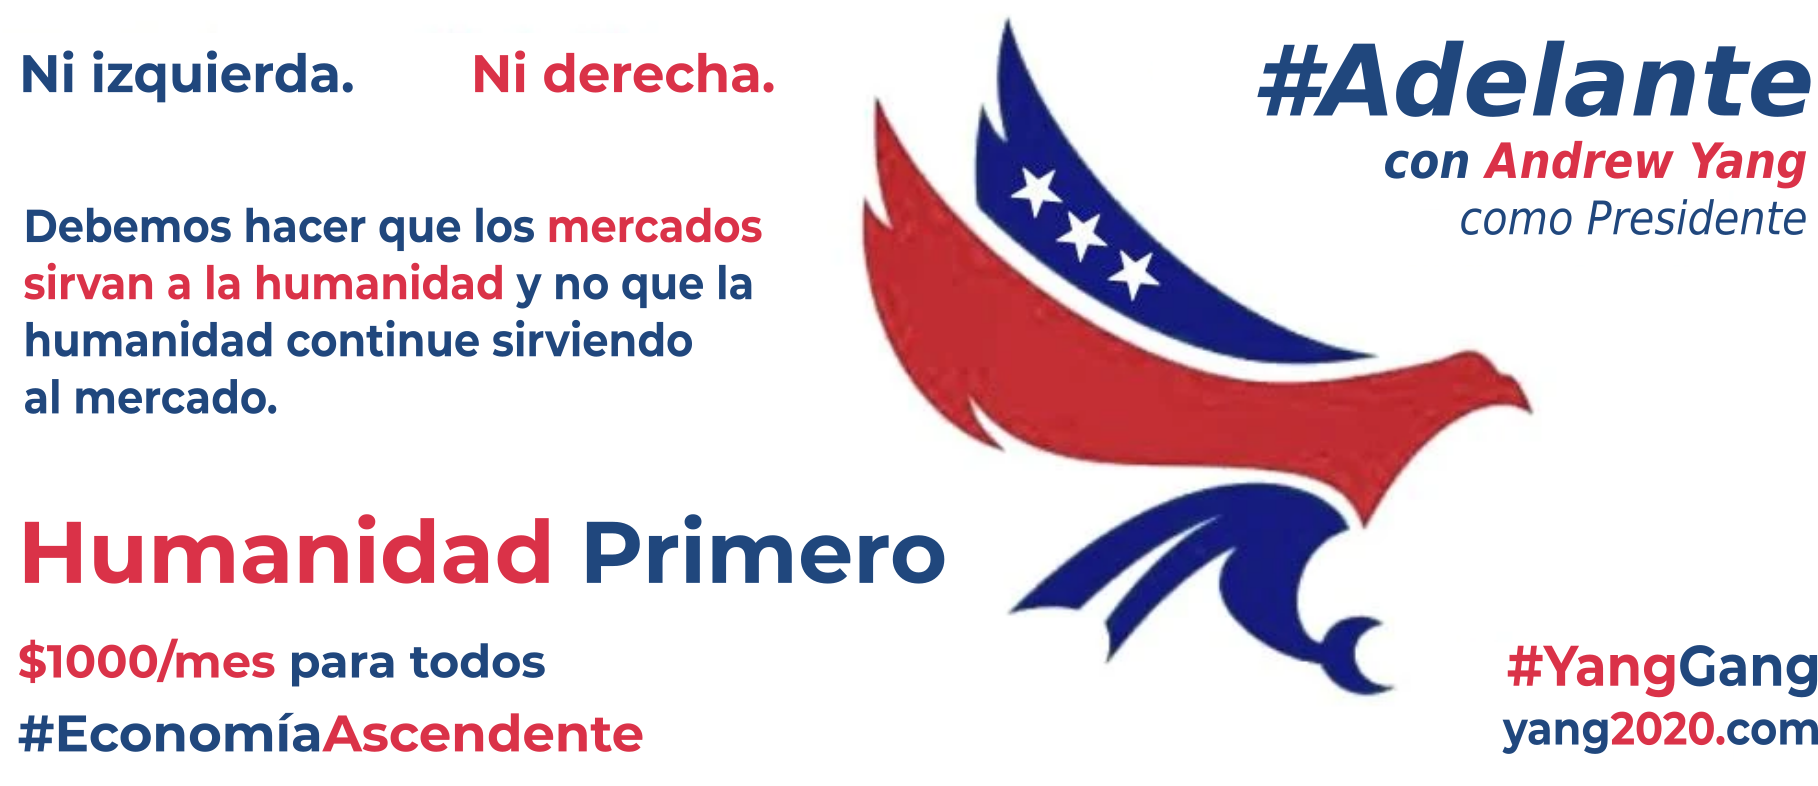 Ni izquierda. Ni derecha.
Debemos hacer que los mercados
sirvan a la humanidad y no que la
humanidad continue sirviendo
al mercado.
Humanidad Primero
$1000/mes para todos
#EconomíaAscendente
#Adelante
con Andrew Yang
como Presidente
#YangGang
yang2020.com